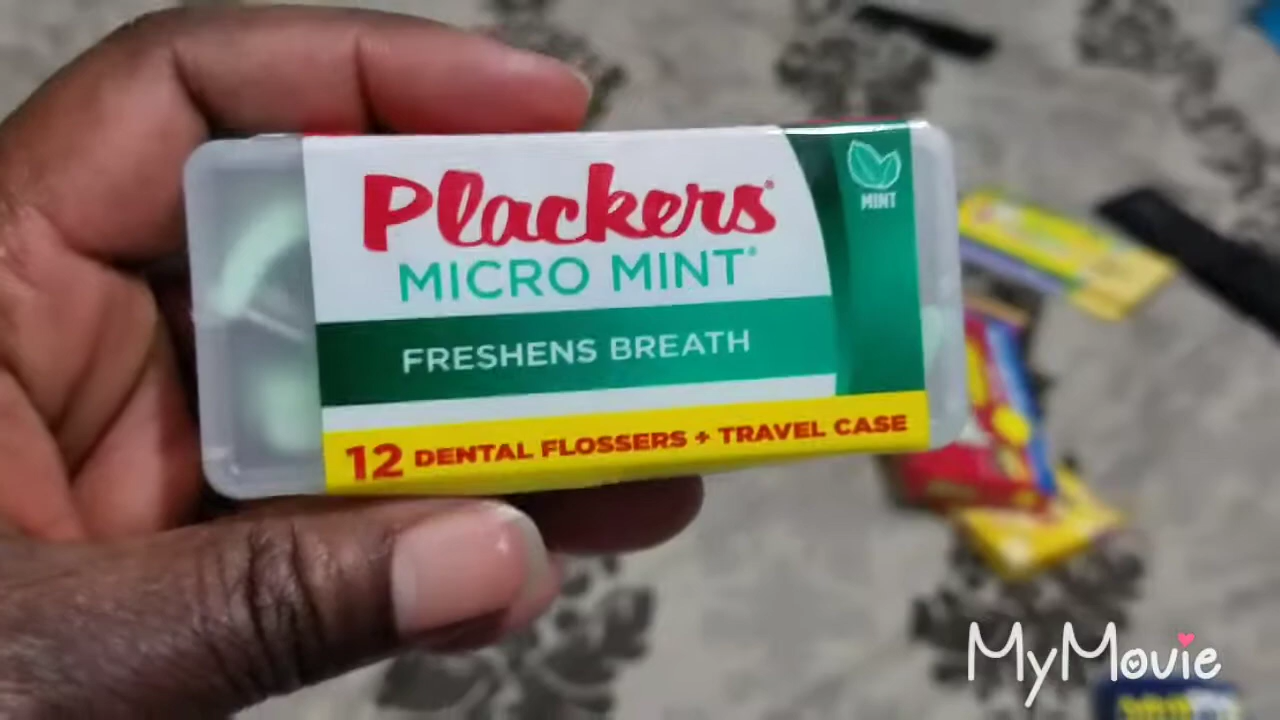 Plackers®
MICRO MINT®
FRESHENS BREATH
12 DENTAL FLOSSERS + TRAVEL CASE
MINT
MyMovie